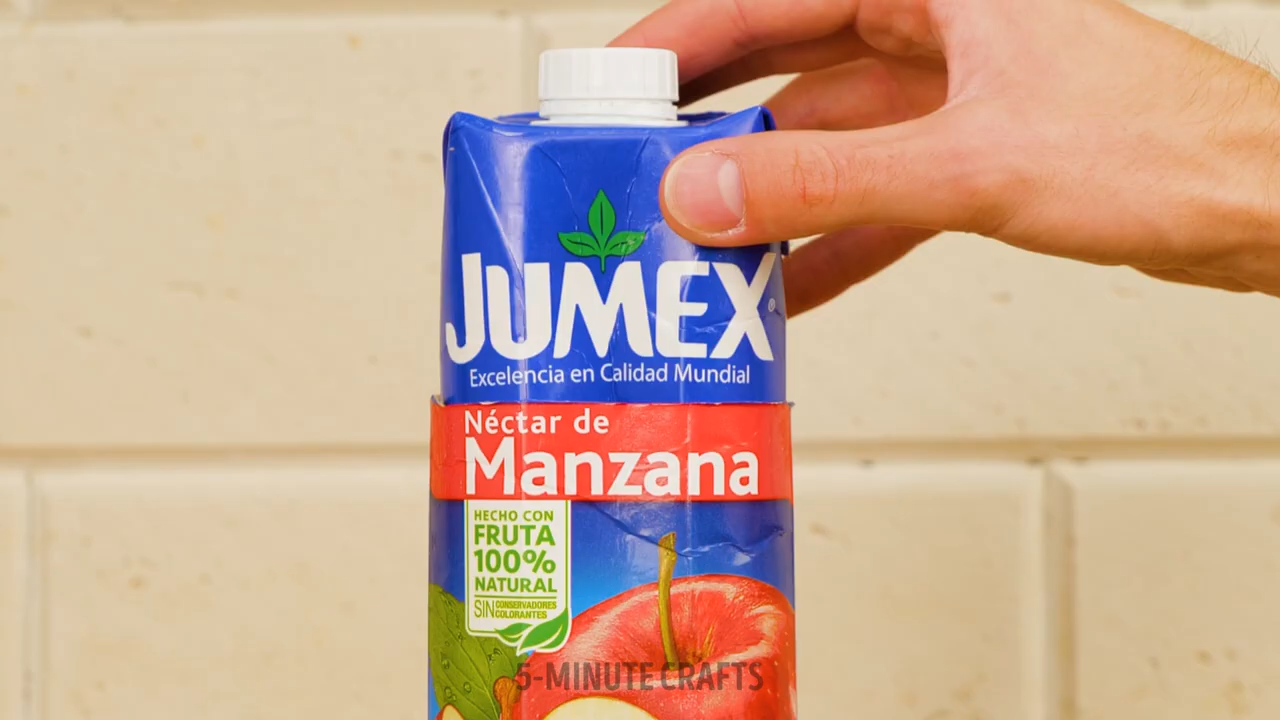 JUMEX®
Excelencia en Calidad Mundial
Néctar de
Manzana
HECHO CON
FRUTA
100%
NATURAL
SIN CONSERVADORES
COLORANTES
5-MINUTE CRAFTS